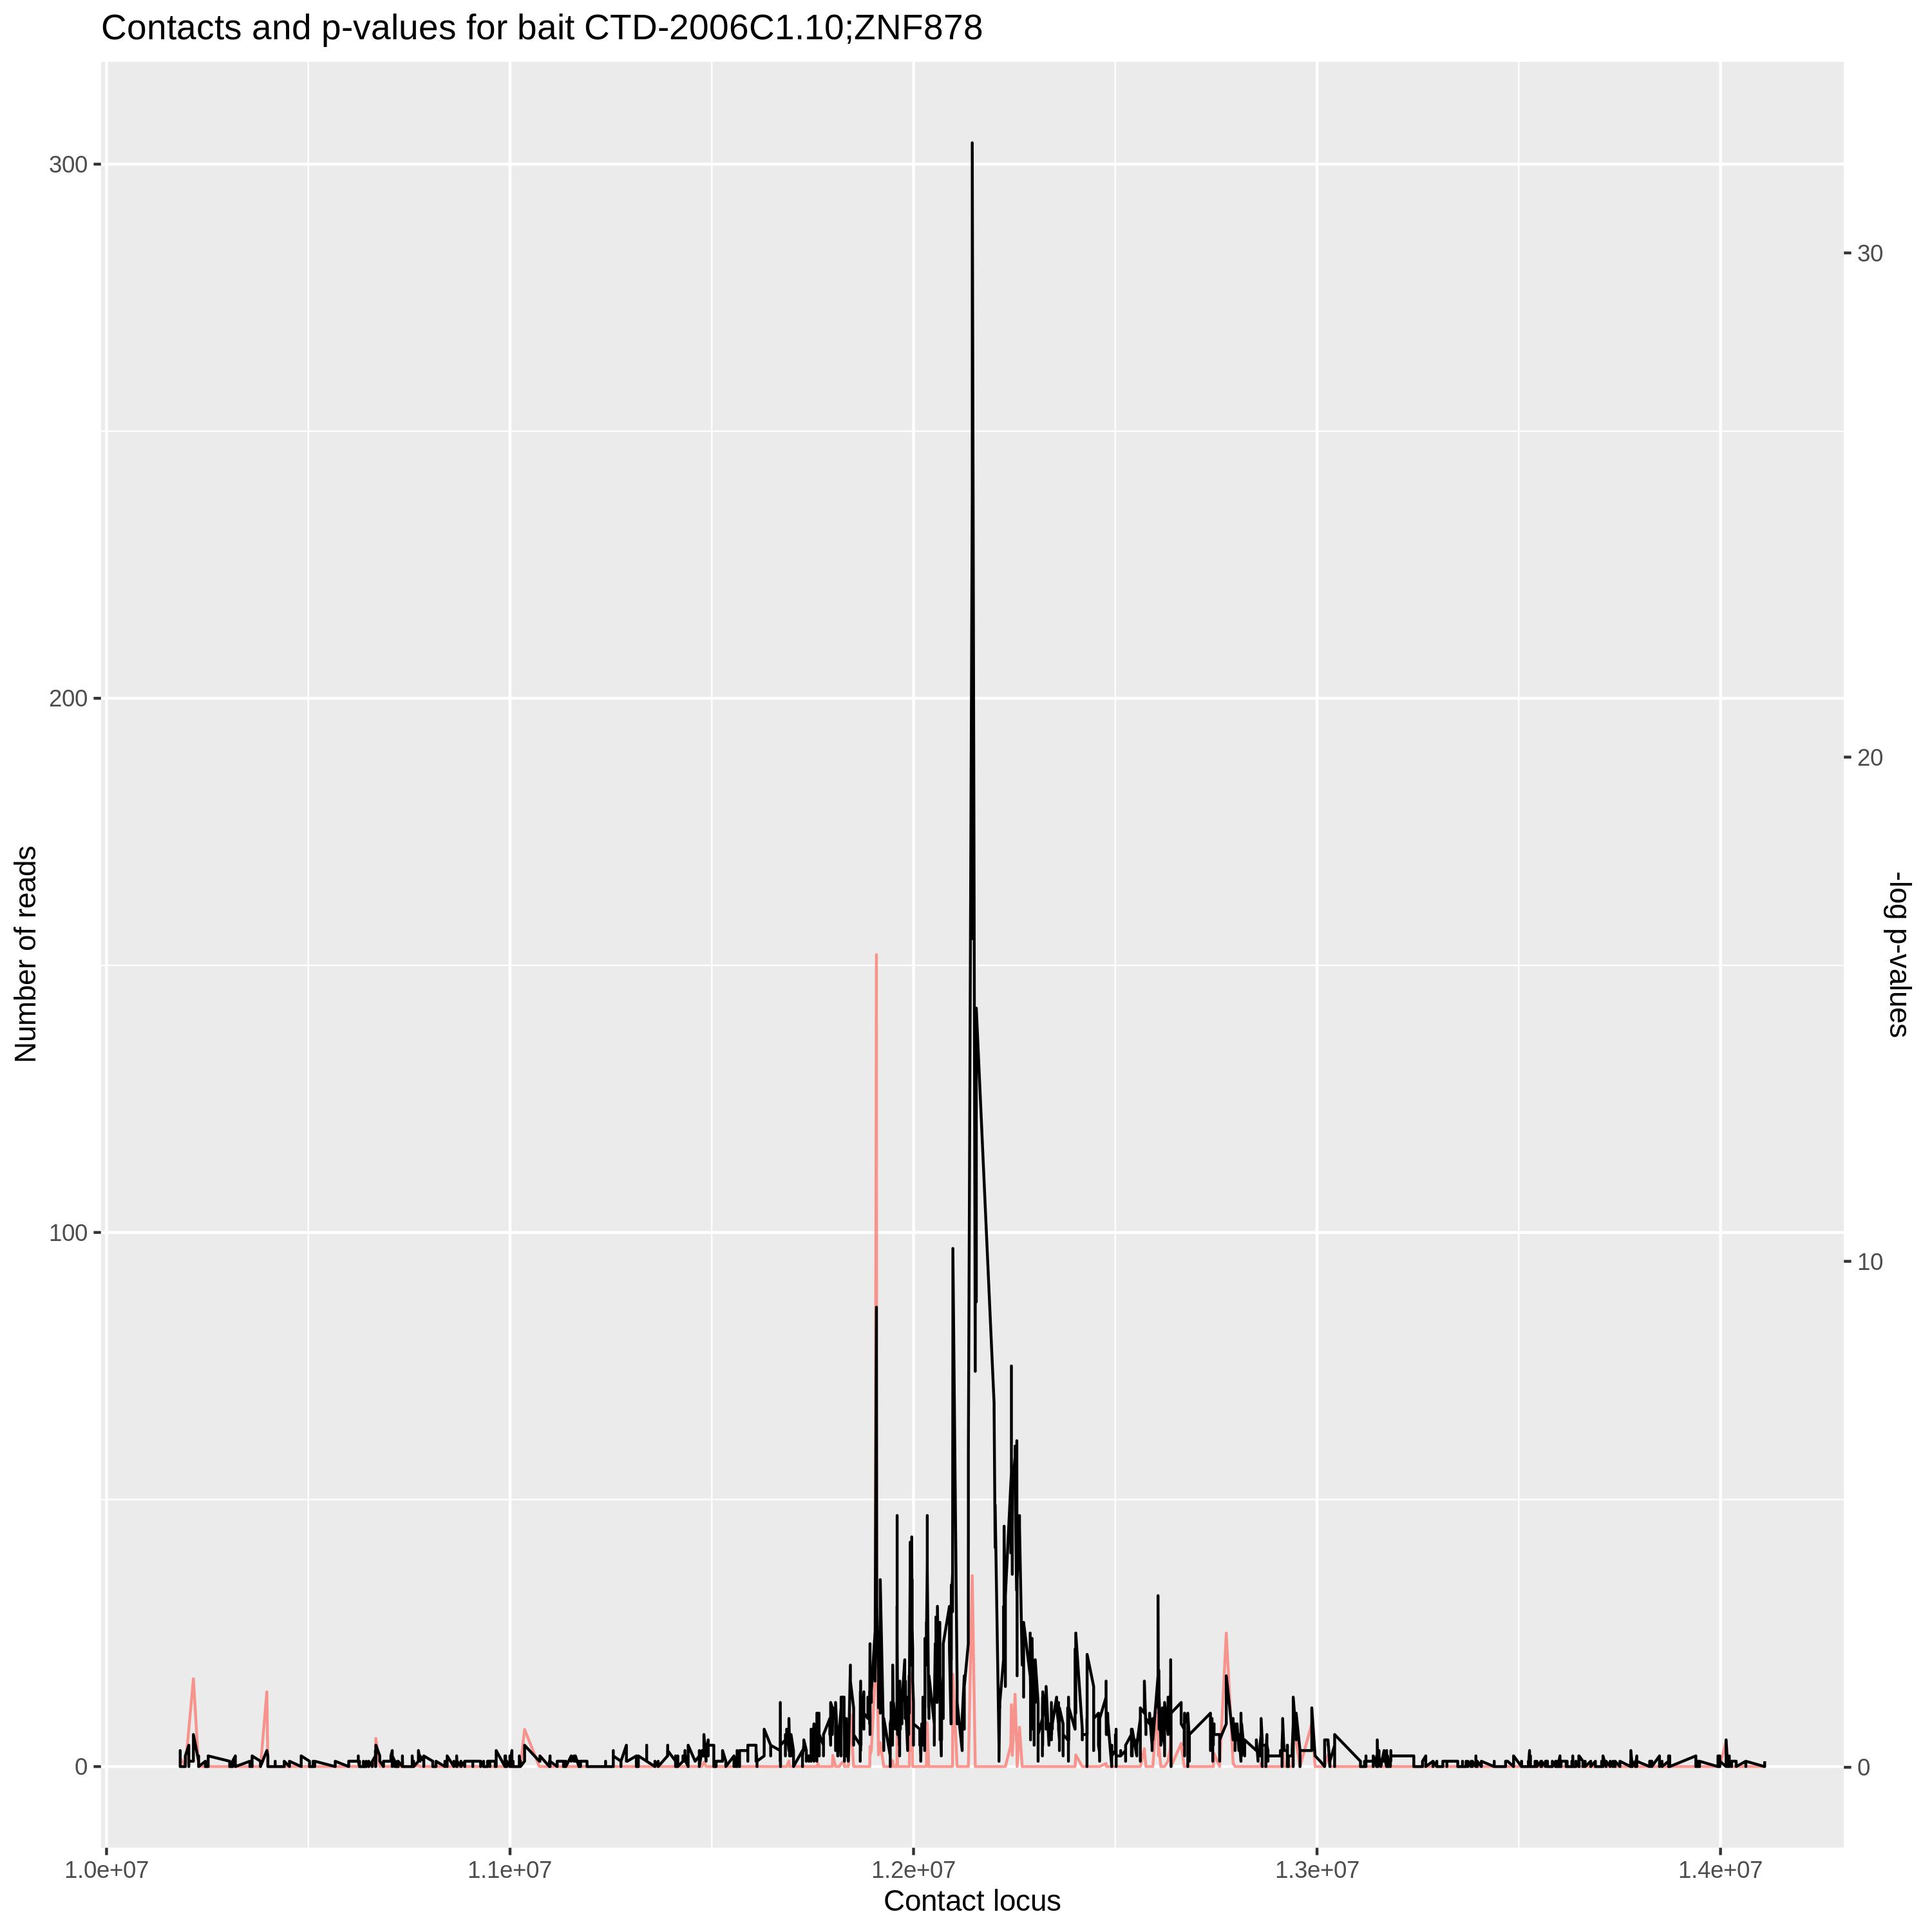 Contacts and p-values for bait CTD-2006C1.10;ZNF878
300
200
100
0
Number of reads
30
20
10
0
-log p-values
1.0e+07 1.1e+07 1.2e+07 1.3e+07 1.4e+07
Contact locus